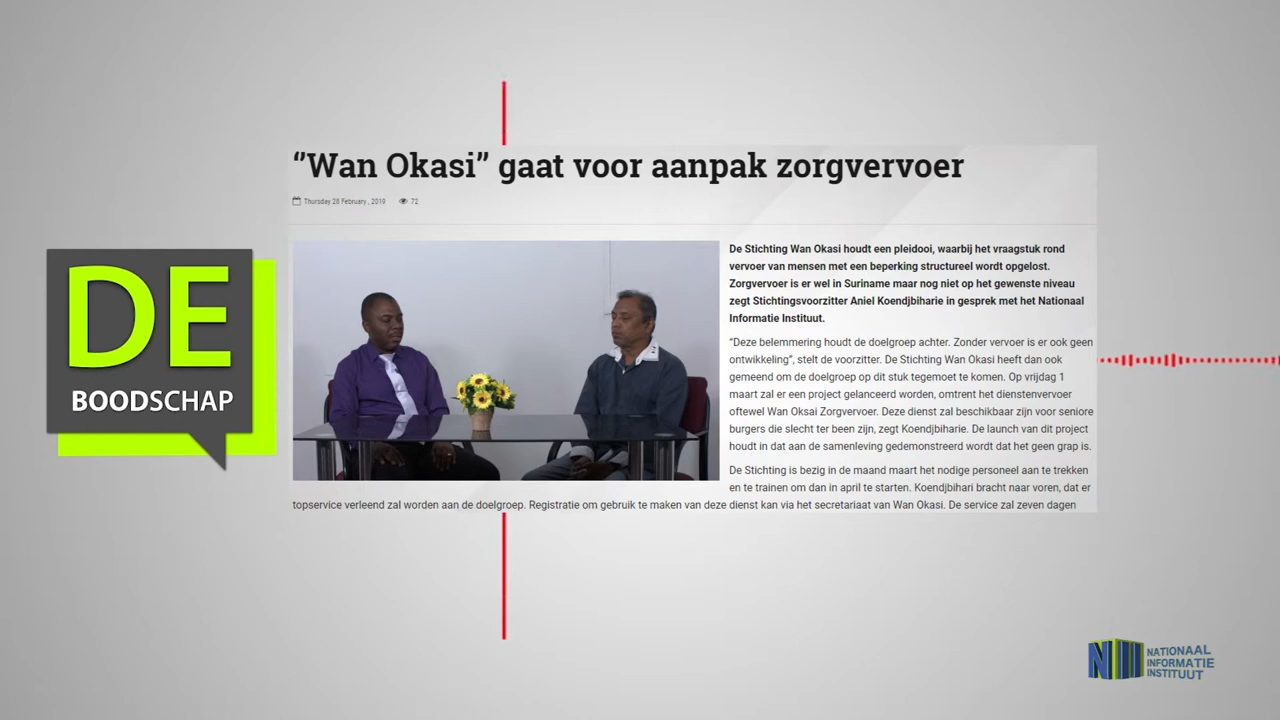 DE
BOODSCHAP
‘’Wan Okasi’’ gaat voor aanpak zorgvervoer
Thursday 28 February , 2019 72
De Stichting Wan Okasi houdt een pleidooi, waarbij het vraagstuk rond
vervoer van mensen met een beperking structureel wordt opgelost.
Zorgvervoer is er wel in Suriname maar nog niet op het gewenste niveau
zegt Stichtingsvoorzitter Aniel Koendjbiharie in gesprek met het Nationaal
Informatie Instituut.
“Deze belemmering houdt de doelgroep achter. Zonder vervoer is er ook geen
ontwikkeling”, stelt de voorzitter. De Stichting Wan Okasi heeft dan ook
gemeend om de doelgroep op dit stuk tegemoet te komen. Op vrijdag 1
maart zal er een project gelanceerd worden, omtrent het dienstenvervoer
oftewel Wan Oksai Zorgvervoer. Deze dienst zal beschikbaar zijn voor seniore
burgers die slecht ter been zijn, zegt Koendjbiharie. De launch van dit project
houdt in dat aan de samenleving gedemonstreerd wordt dat het geen grap is.
De Stichting is bezig in de maand maart het nodige personeel aan te trekken
en te trainen om dan in april te starten. Koendjbihari bracht naar voren, dat er
topservice verleend zal worden aan de doelgroep. Registratie om gebruik te maken van deze dienst kan via het secretariaat van Wan Okasi. De service zal zeven dagen
NII
NATIONAAL
INFORMATIE
INSTITUUT